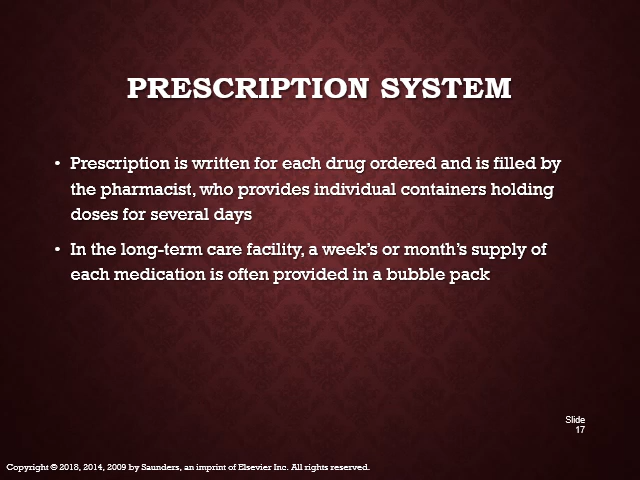 PRESCRIPTION SYSTEM
• Prescription is written for each drug ordered and is filled by
the pharmacist, who provides individual containers holding
doses for several days
• In the long-term care facility, a week’s or month’s supply of
each medication is often provided in a bubble pack
Slide
17
Copyright © 2018, 2014, 2009 by Saunders, an imprint of Elsevier Inc. All rights reserved.